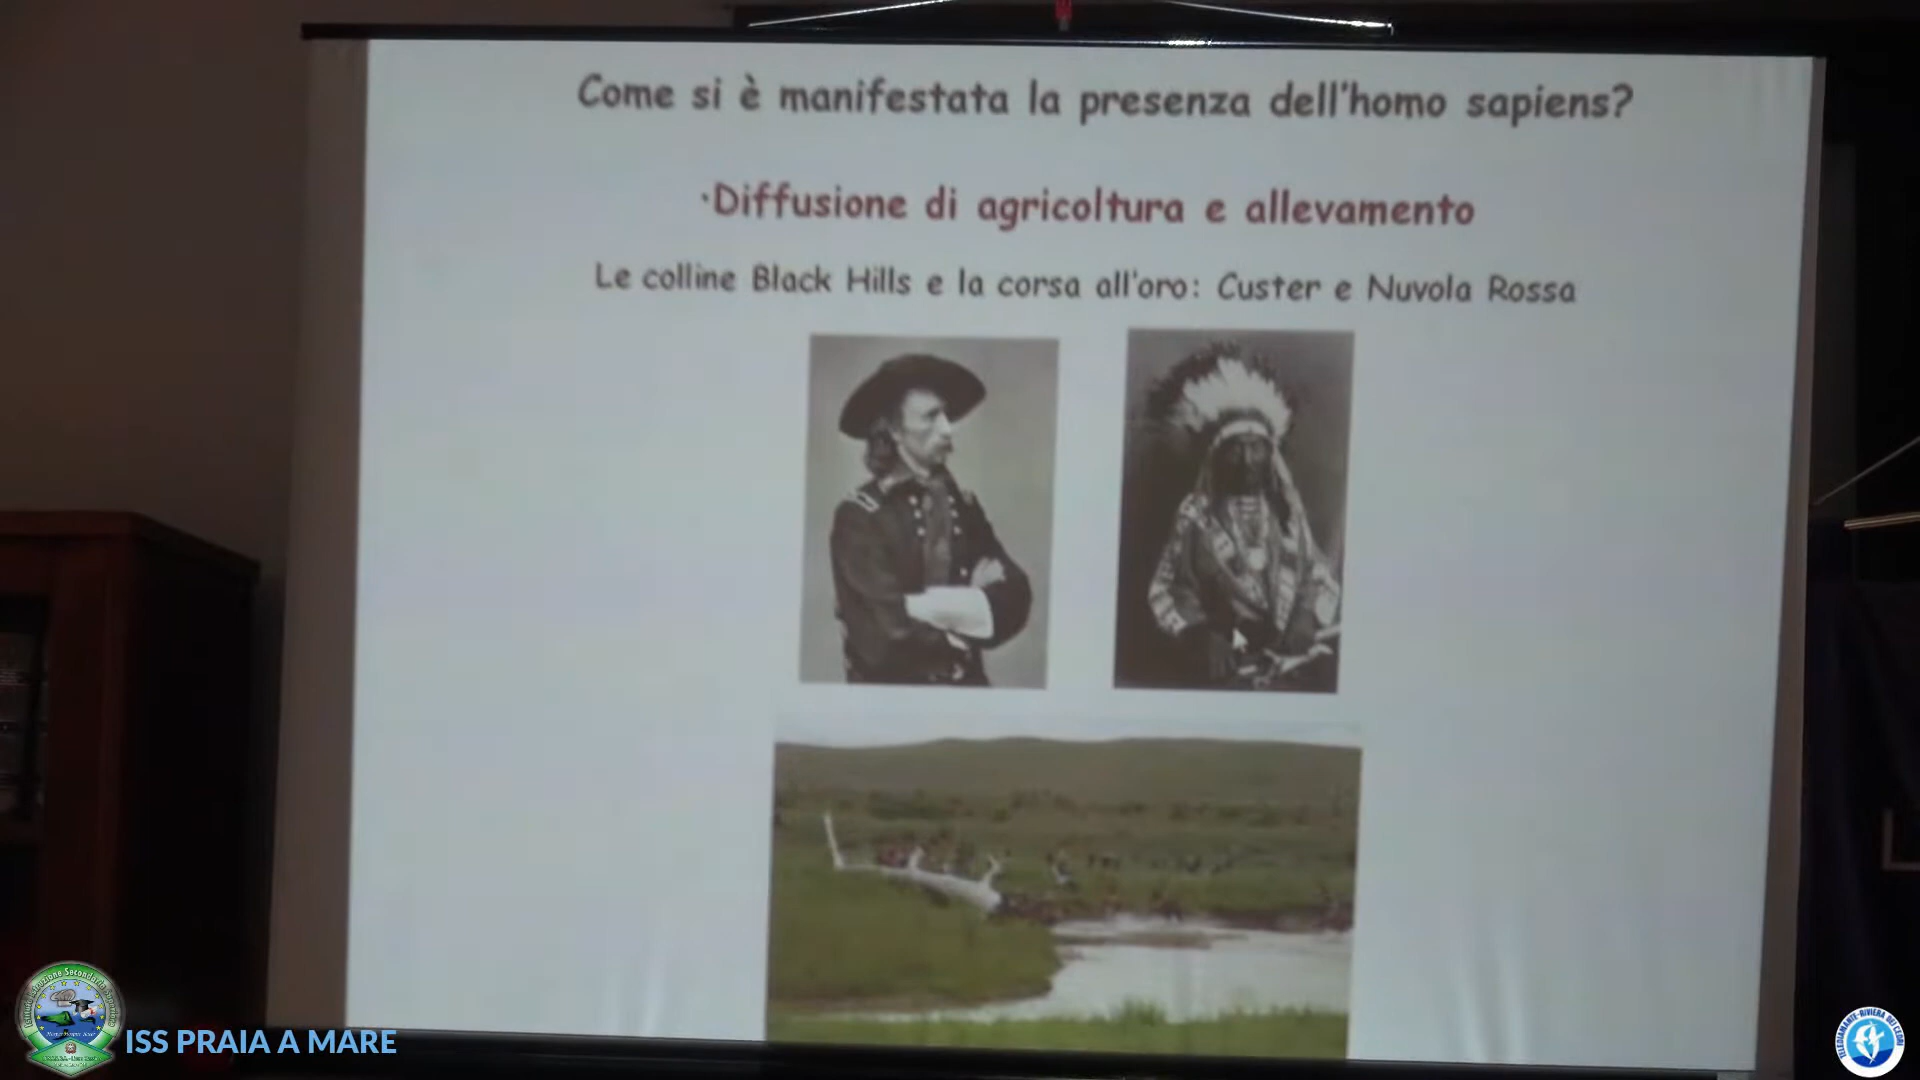 Come si è manifestata la presenza dell'homo sapiens?
·Diffusione di agricoltura e allevamento
Le colline Black Hills e la corsa all'oro: Custer e Nuvola Rossa
ISS PRAIA A MARE